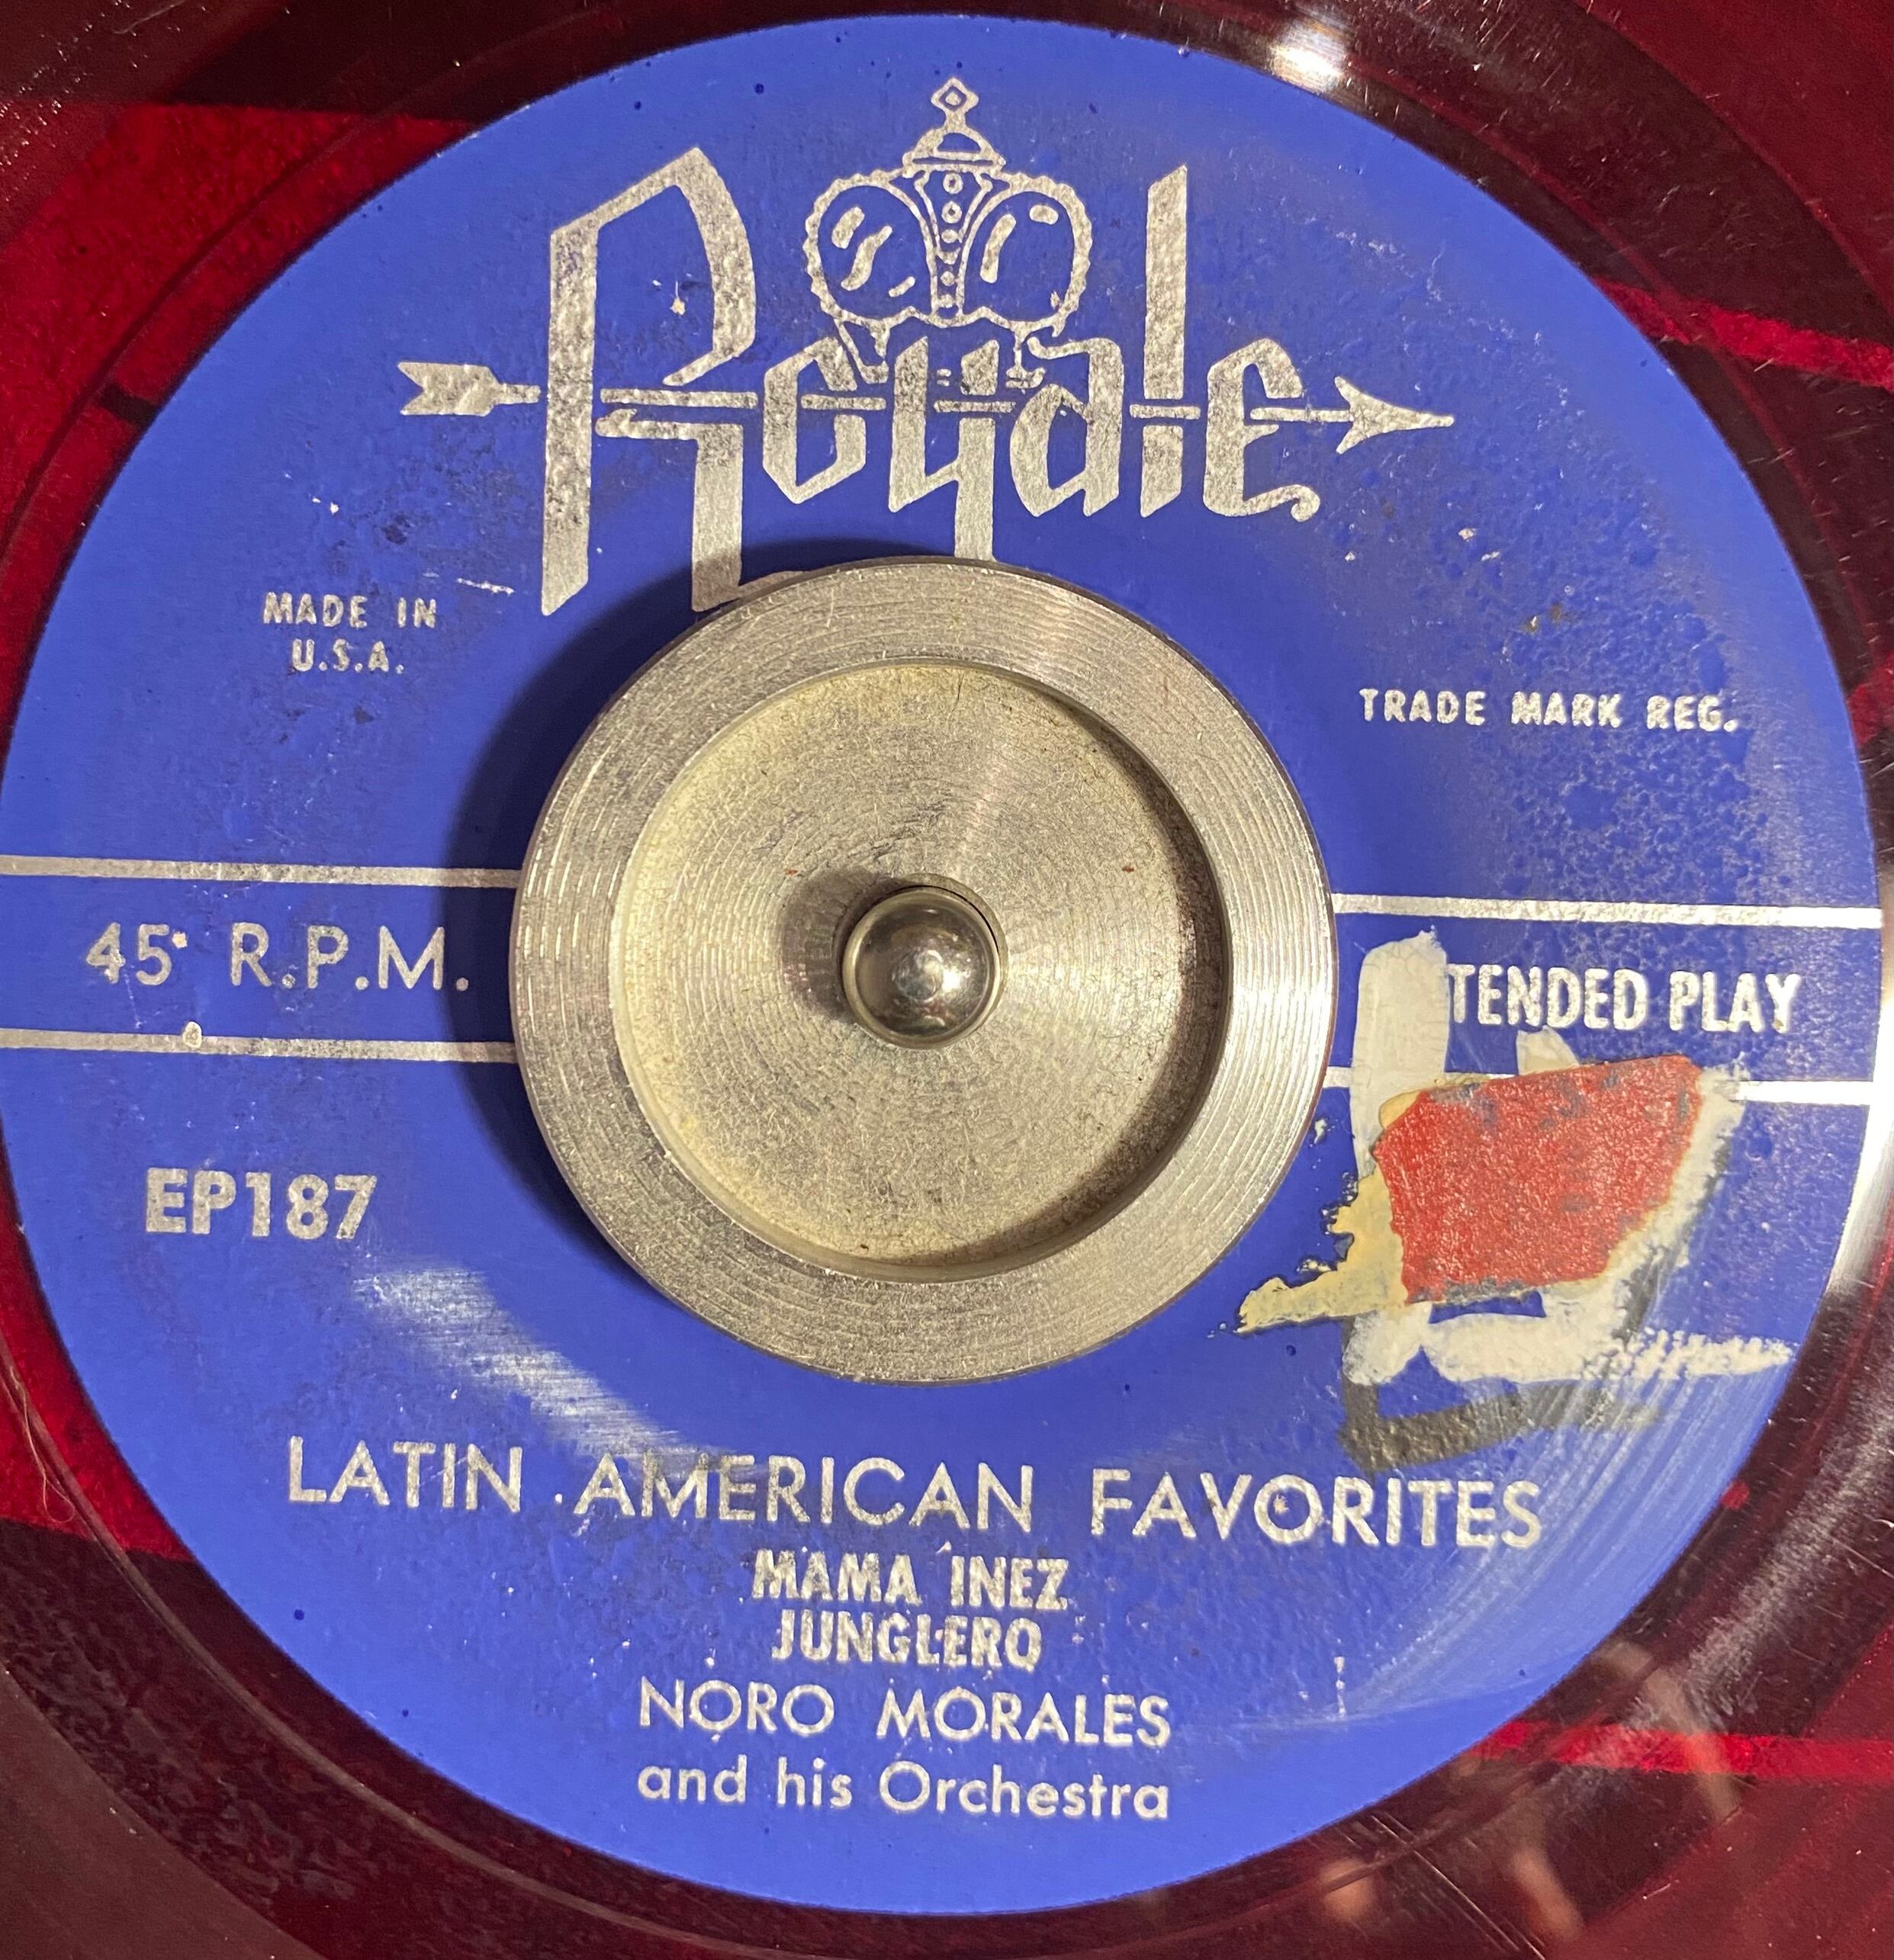 Royale
MADE IN
U.S.A.
TRADE MARK REG.
45 R.P.M.
TENDED PLAY
EP187
LATIN AMERICAN FAVORITES
MAMA INEZ
JUNGLERO
NORO MORALES
and his Orchestra